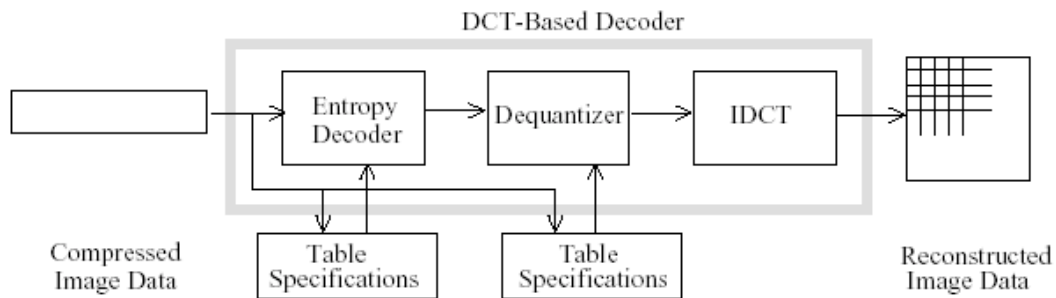 DCT-Based Decoder
Entropy
Decoder
Dequantizer
IDCT
Compressed
Image Data
Table
Specifications
Table
Specifications
Reconstructed
Image Data